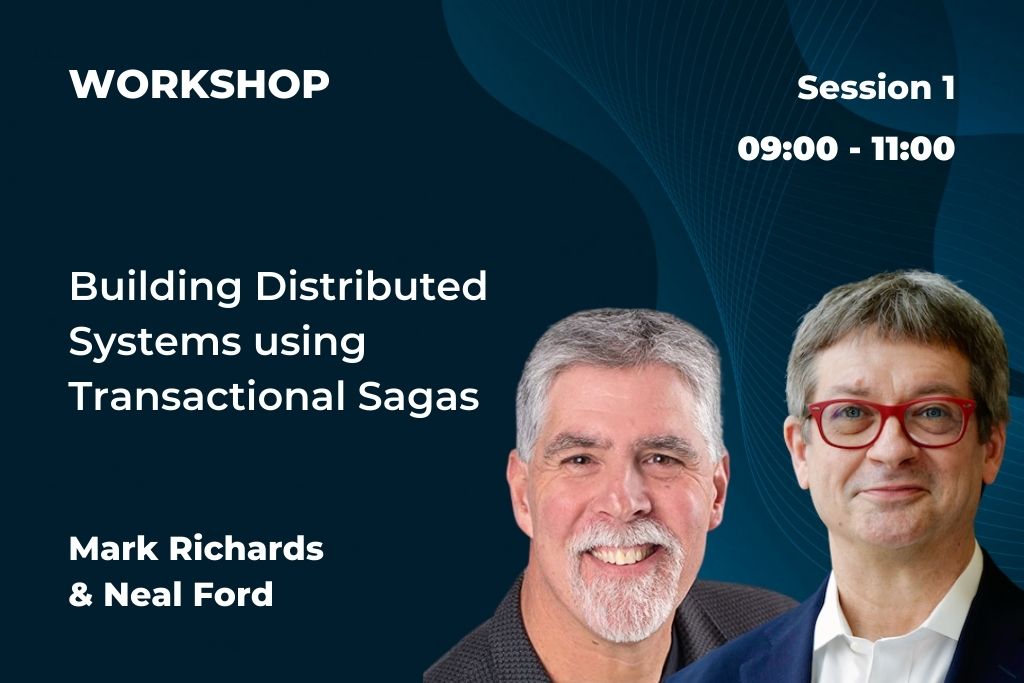 WORKSHOP
Session 1
09:00 - 11:00
Building Distributed
Systems using
Transactional Sagas
Mark Richards
& Neal Ford